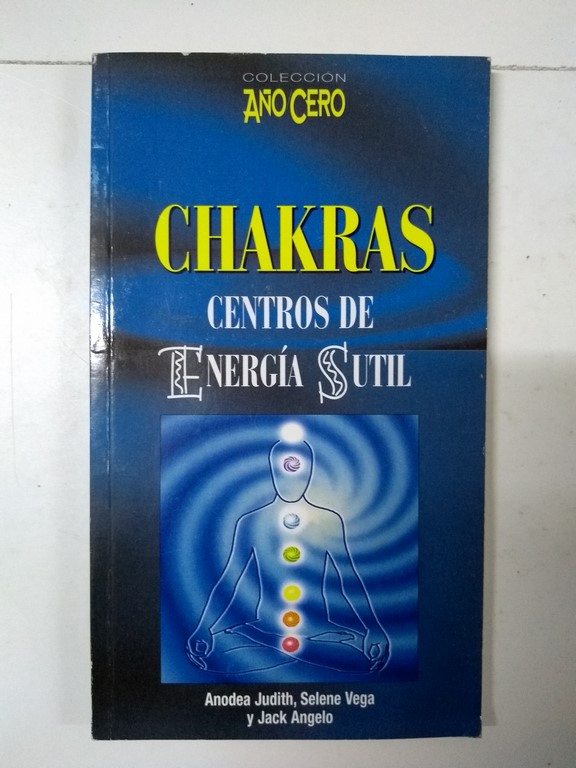 COLECCIÓN
AÑO CERO
CHAKRAS
CENTROS DE
ENERGÍA SUTIL
Anodea Judith, Selene Vega
y Jack Angelo